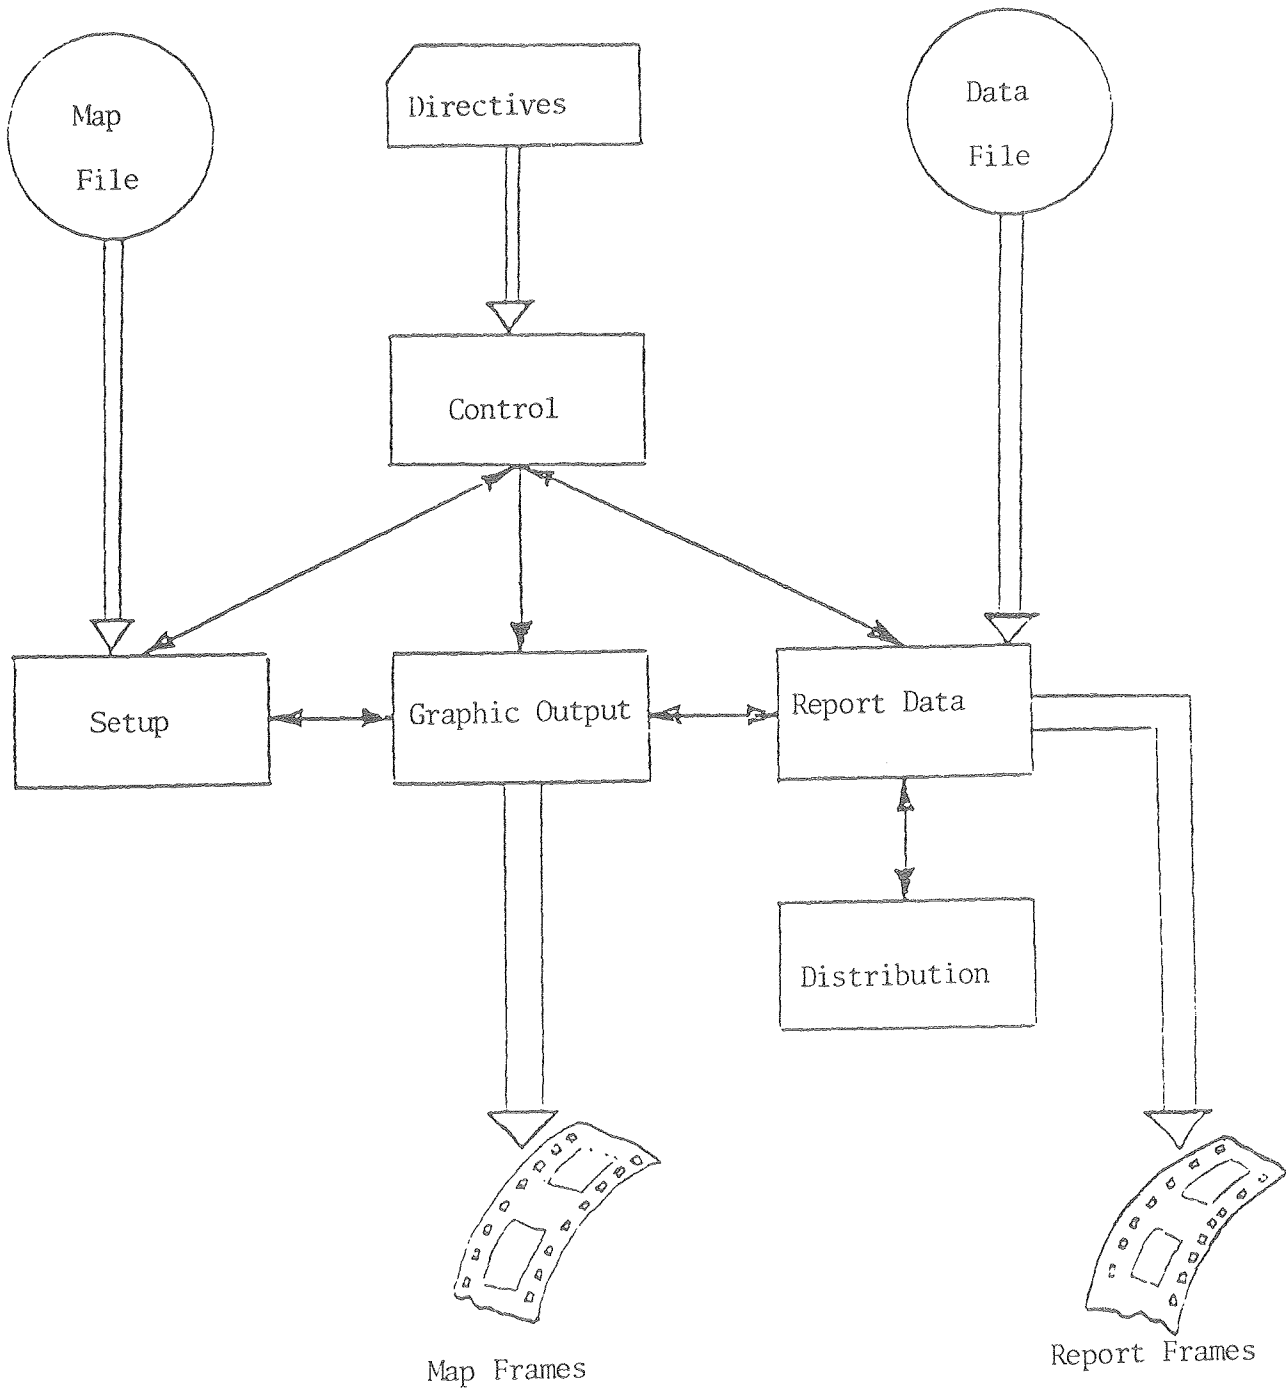 Map
File
Directives
Data
File
Control
Setup
Graphic Output
Report Data
Distribution
Map Frames
Report Frames